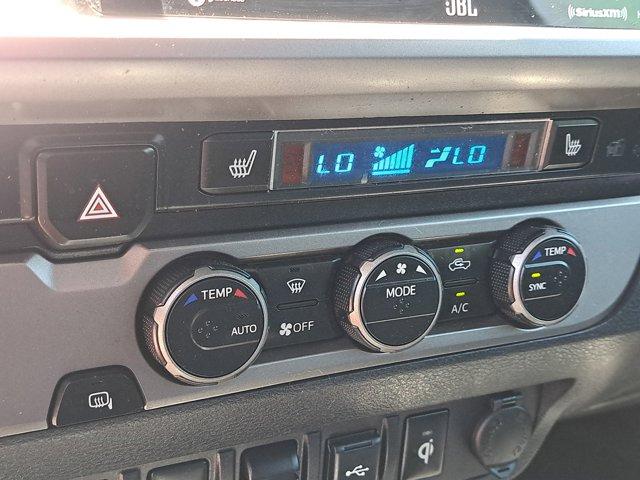 JBL
((SiriusXM))
LO
LO
TEMP
AUTO
OFF
MODE
A/C
TEMP
SYNC